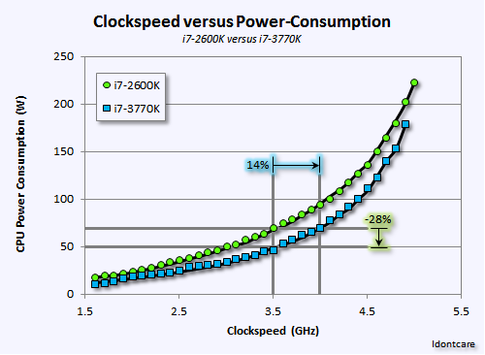 Clockspeed versus Power-Consumption
i7-2600K versus i7-3770K
CPU Power Consumption (W)
250
200
150
100
50
0
i7-2600K
i7-3770K
14%
-28%
1.5
2.5
3.5
4.5
5.5
Clockspeed (GHz)
Idontcare